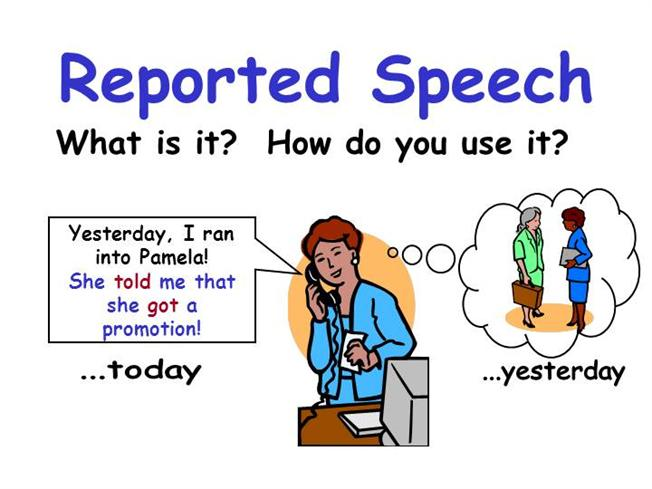 Reported Speech
What is it? How do you use it?
Yesterday, I ran
into Pamela!
She told me that
she got a
promotion!
...today
...yesterday